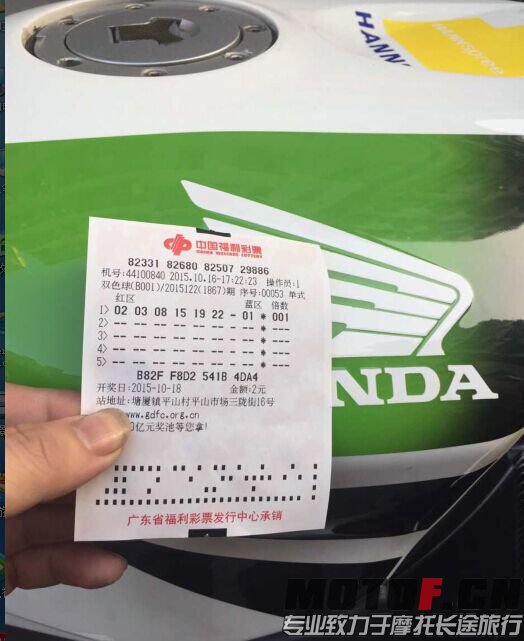 HANN
Hanspree
中国福利彩票
CHINA WELFARE LOTTERY
82331 82680 82507 29886
机号:44100840 2015.10.16-17:22:23 操作员:1
双色球(B001)/2015122(1867)期 序号:00053 单式
红区 蓝区 倍数
1> 02 03 08 15 19 22 - 01 * 001
2> -- -- -- -- -- -- -- * --
3> -- -- -- -- -- -- -- * --
4> -- -- -- -- -- -- -- * --
5> -- -- -- -- -- -- -- * --
B82F F8D2 541B 4DA4
开奖日:2015-10-18 金额:2元
站地址:塘厦镇平山村平山市场三陇街16号
www.gdfc.org.cn
亿元奖池等您拿!
广东省福利彩票发行中心承销
NDA
MOTOF.CN
专业致力于摩托长途旅行